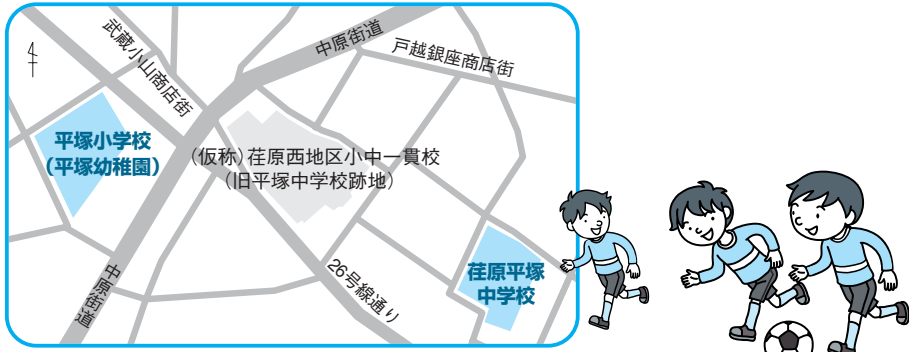 武蔵小山商店街
中原街道
戸越銀座商店街
平塚小学校
(平塚幼稚園)
(仮称)荏原西地区小中一貫校
(旧平塚中学校跡地)
荏原平塚
中学校
中原街道
26号線通り